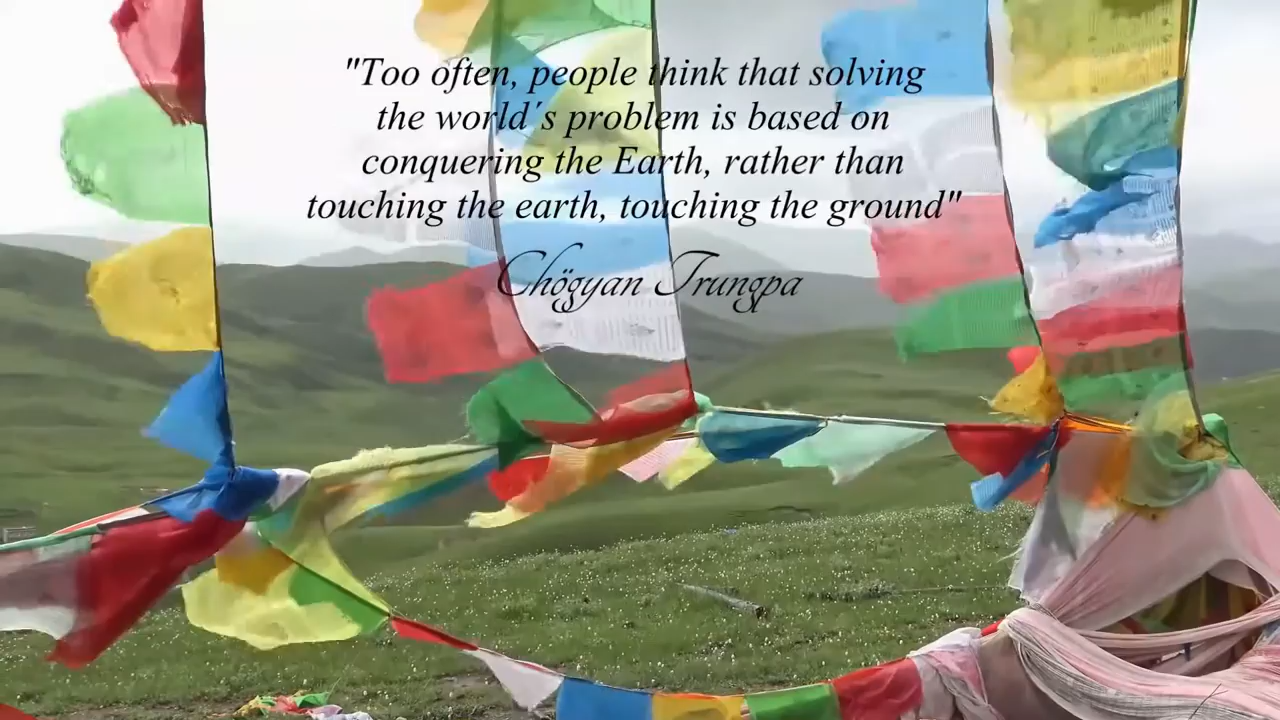 "Too often, people think that solving
the world´s problem is based on
conquering the Earth, rather than
touching the earth, touching the ground"
Chögyan Trungpa